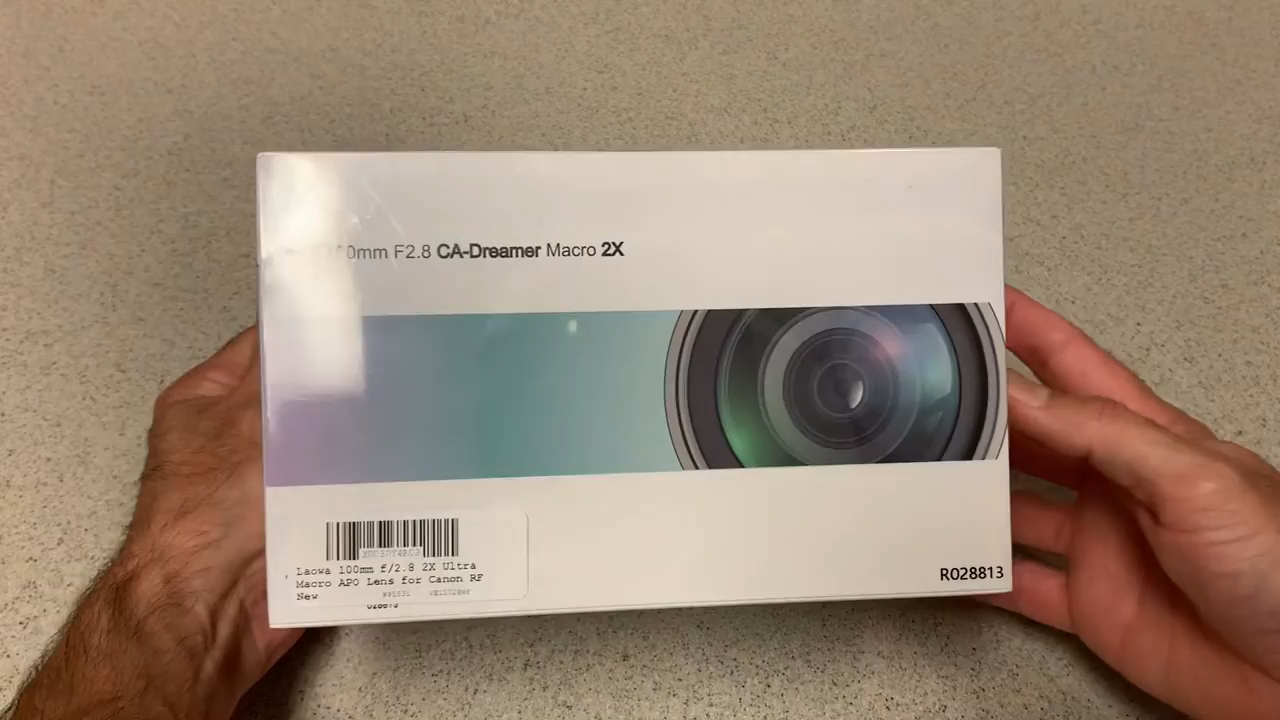 100mm F2.8 CA-Dreamer Macro 2X
Laowa 100mm f/2.8 2X Ultra
Macro APO Lens for Canon RF
New
R028813